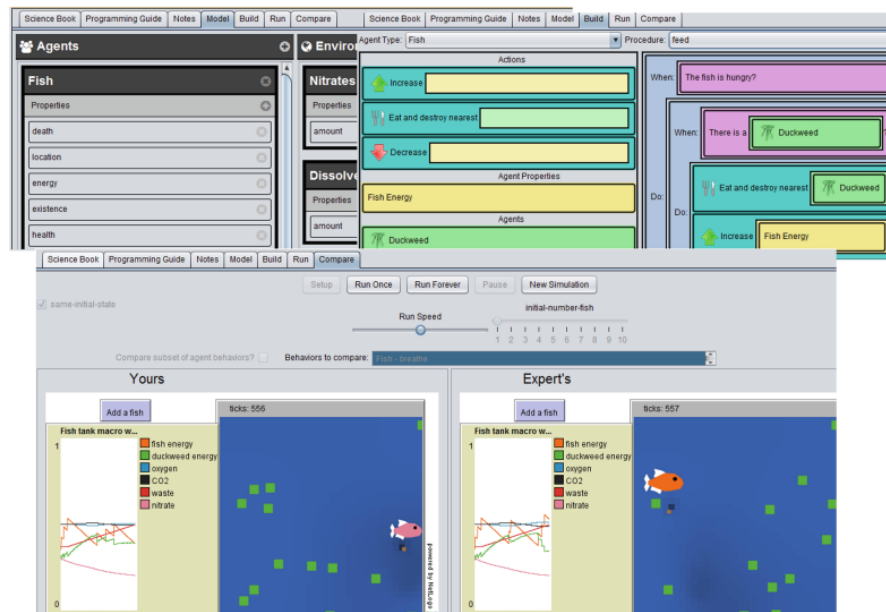 Science Book Programming Guide Notes Model Build Run Compare
Agents
Environ
Fish
Properties
death
location
energy
existence
health
Nitrates
Properties
amount
Dissolve
Properties
amount
Science Book Programming Guide Notes Model Build Run Compare
Agent Type: Fish
Procedure: feed
Actions
Increase
Eat and destroy nearest
Decrease
Agent Properties
Fish Energy
Agents
Duckweed
When: The fish is hungry?
When: There is a Duckweed ?
Do:
Do:
Eat and destroy nearest Duckweed
Increase Fish Energy
Science Book Programming Guide Notes Model Build Run Compare
Setup Run Once Run Forever Pause New Simulation
same-initial-state
Run Speed
initial-number-fish
1 2 3 4 5 6 7 8 9 10
Compare subset of agent behaviors? Behaviors to compare: Fish - breathe
Yours
Add a fish
ticks: 556
Fish tank macro w...
1
fish energy
duckweed energy
oxygen
CO2
waste
nitrate
0
powered by NetLogo
Expert's
Add a fish
ticks: 557
Fish tank macro w...
1
fish energy
duckweed energy
oxygen
CO2
waste
nitrate
0